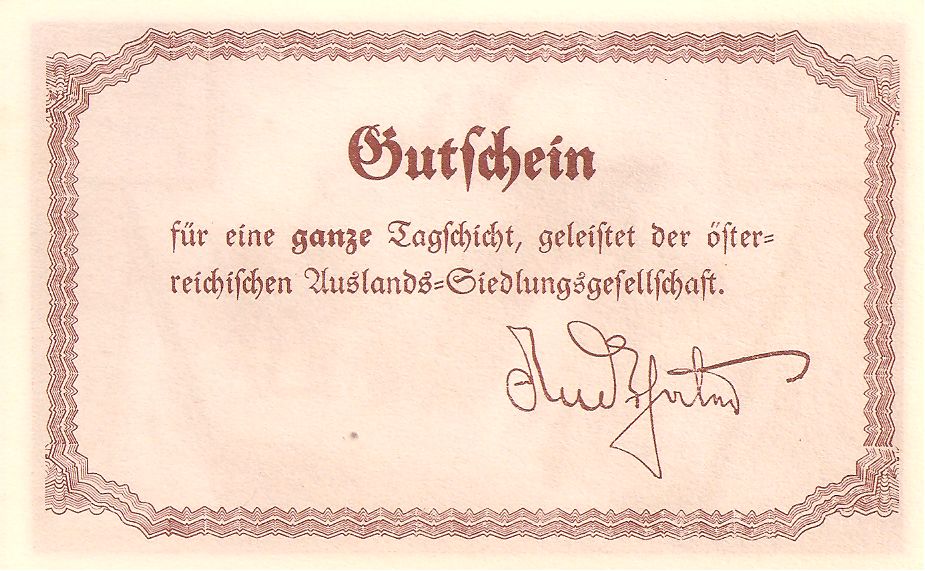 Gutschein
für eine ganze Tagschicht, geleistet der öster=
reichischen Auslands=Siedlungsgesellschaft.